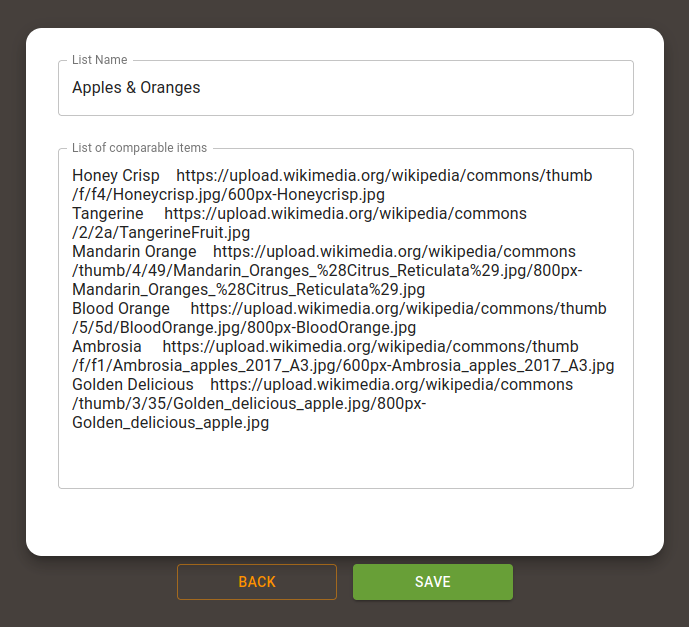 List Name
Apples & Oranges
List of comparable items
Honey Crisp    https://upload.wikimedia.org/wikipedia/commons/thumb
/f/f4/Honeycrisp.jpg/600px-Honeycrisp.jpg
Tangerine    https://upload.wikimedia.org/wikipedia/commons
/2/2a/TangerineFruit.jpg
Mandarin Orange    https://upload.wikimedia.org/wikipedia/commons
/thumb/4/49/Mandarin_Oranges_%28Citrus_Reticulata%29.jpg/800px-
Mandarin_Oranges_%28Citrus_Reticulata%29.jpg
Blood Orange    https://upload.wikimedia.org/wikipedia/commons/thumb
/5/5d/BloodOrange.jpg/800px-BloodOrange.jpg
Ambrosia    https://upload.wikimedia.org/wikipedia/commons/thumb
/f/f1/Ambrosia_apples_2017_A3.jpg/600px-Ambrosia_apples_2017_A3.jpg
Golden Delicious    https://upload.wikimedia.org/wikipedia/commons
/thumb/3/35/Golden_delicious_apple.jpg/800px-
Golden_delicious_apple.jpg
BACK
SAVE